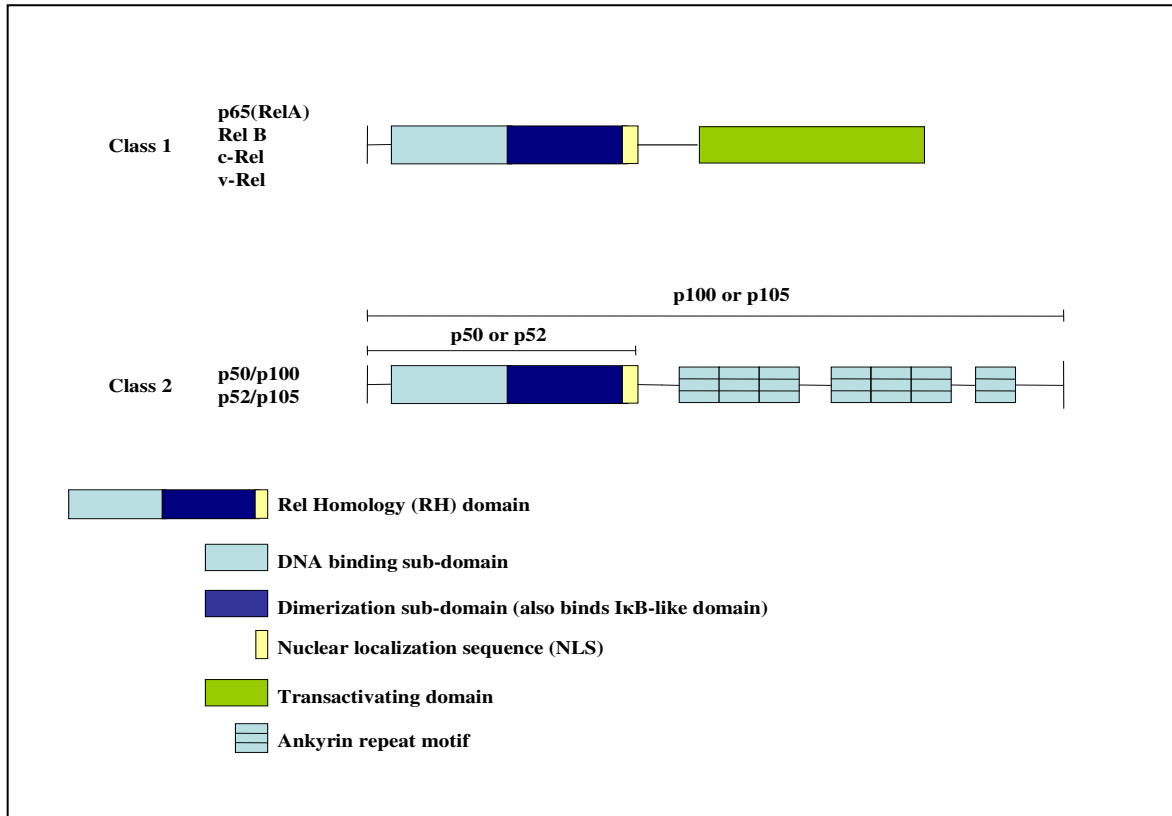 Class 1
p65(RelA)
Rel B
c-Rel
v-Rel
p100 or p105
p50 or p52
Class 2
p50/p100
p52/p105
Rel Homology (RH) domain
DNA binding sub-domain
Dimerization sub-domain (also binds IκB-like domain)
Nuclear localization sequence (NLS)
Transactivating domain
Ankyrin repeat motif